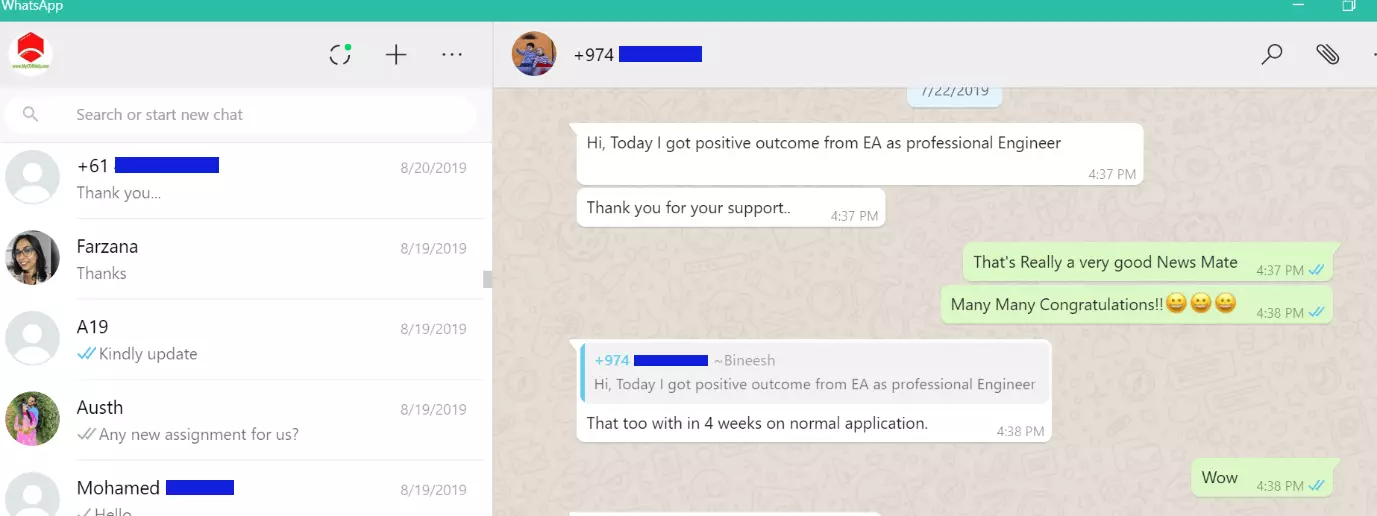 WhatsApp
Search or start new chat
+61
8/20/2019
Thank you...
Farzana
8/19/2019
Thanks
A19
8/19/2019
Kindly update
Austh
8/19/2019
Any new assignment for us?
Mohamed
8/19/2019
Hello
+974
7/22/2019
Hi, Today I got positive outcome from EA as professional Engineer
4:37 PM
Thank you for your support..
4:37 PM
That's Really a very good News Mate
4:37 PM
Many Many Congratulations!!😀😀😀
4:38 PM
+974 ~Bineesh
Hi, Today I got positive outcome from EA as professional Engineer
That too with in 4 weeks on normal application.
4:38 PM
Wow
4:38 PM